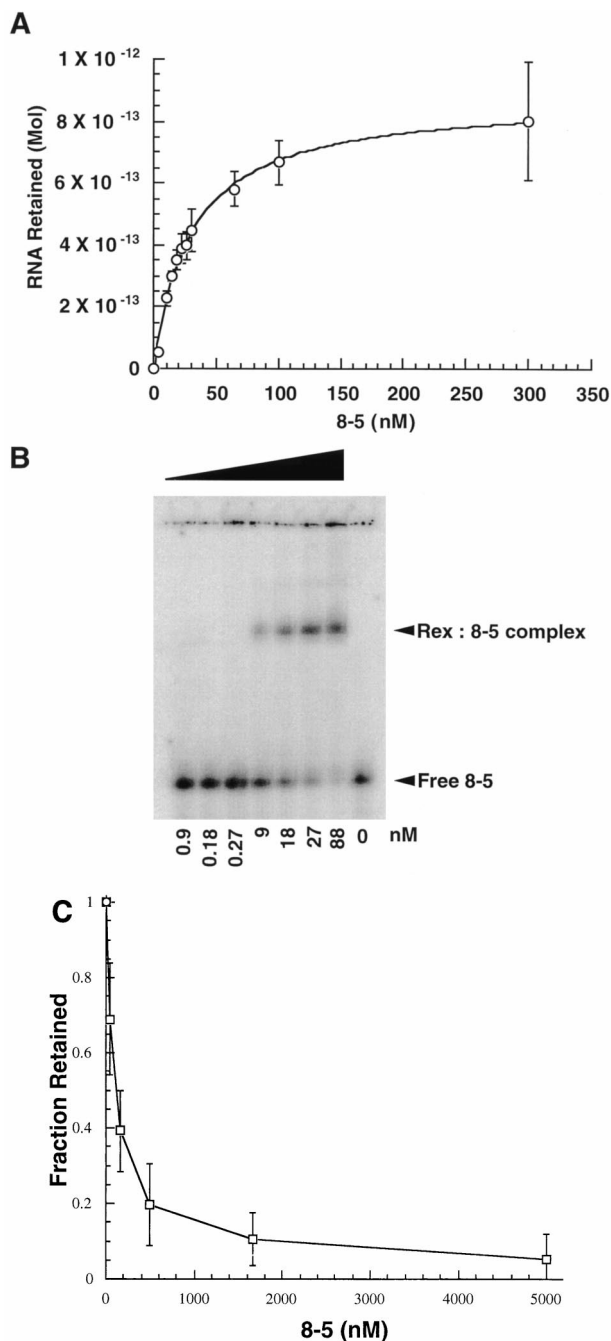 A
1 X 10 -12
8 X 10 -13
6 X 10 -13
4 X 10 -13
2 X 10 -13
0
RNA Retained (Mol)
0 50 100 150 200 250 300 350
8-5 (nM)
B
Rex : 8-5 complex
Free 8-5
0.9 0.18 0.27 9 18 27 88 0 nM
C
1
0.8
0.6
0.4
0.2
0
Fraction Retained
0 1000 2000 3000 4000 5000
8-5 (nM)